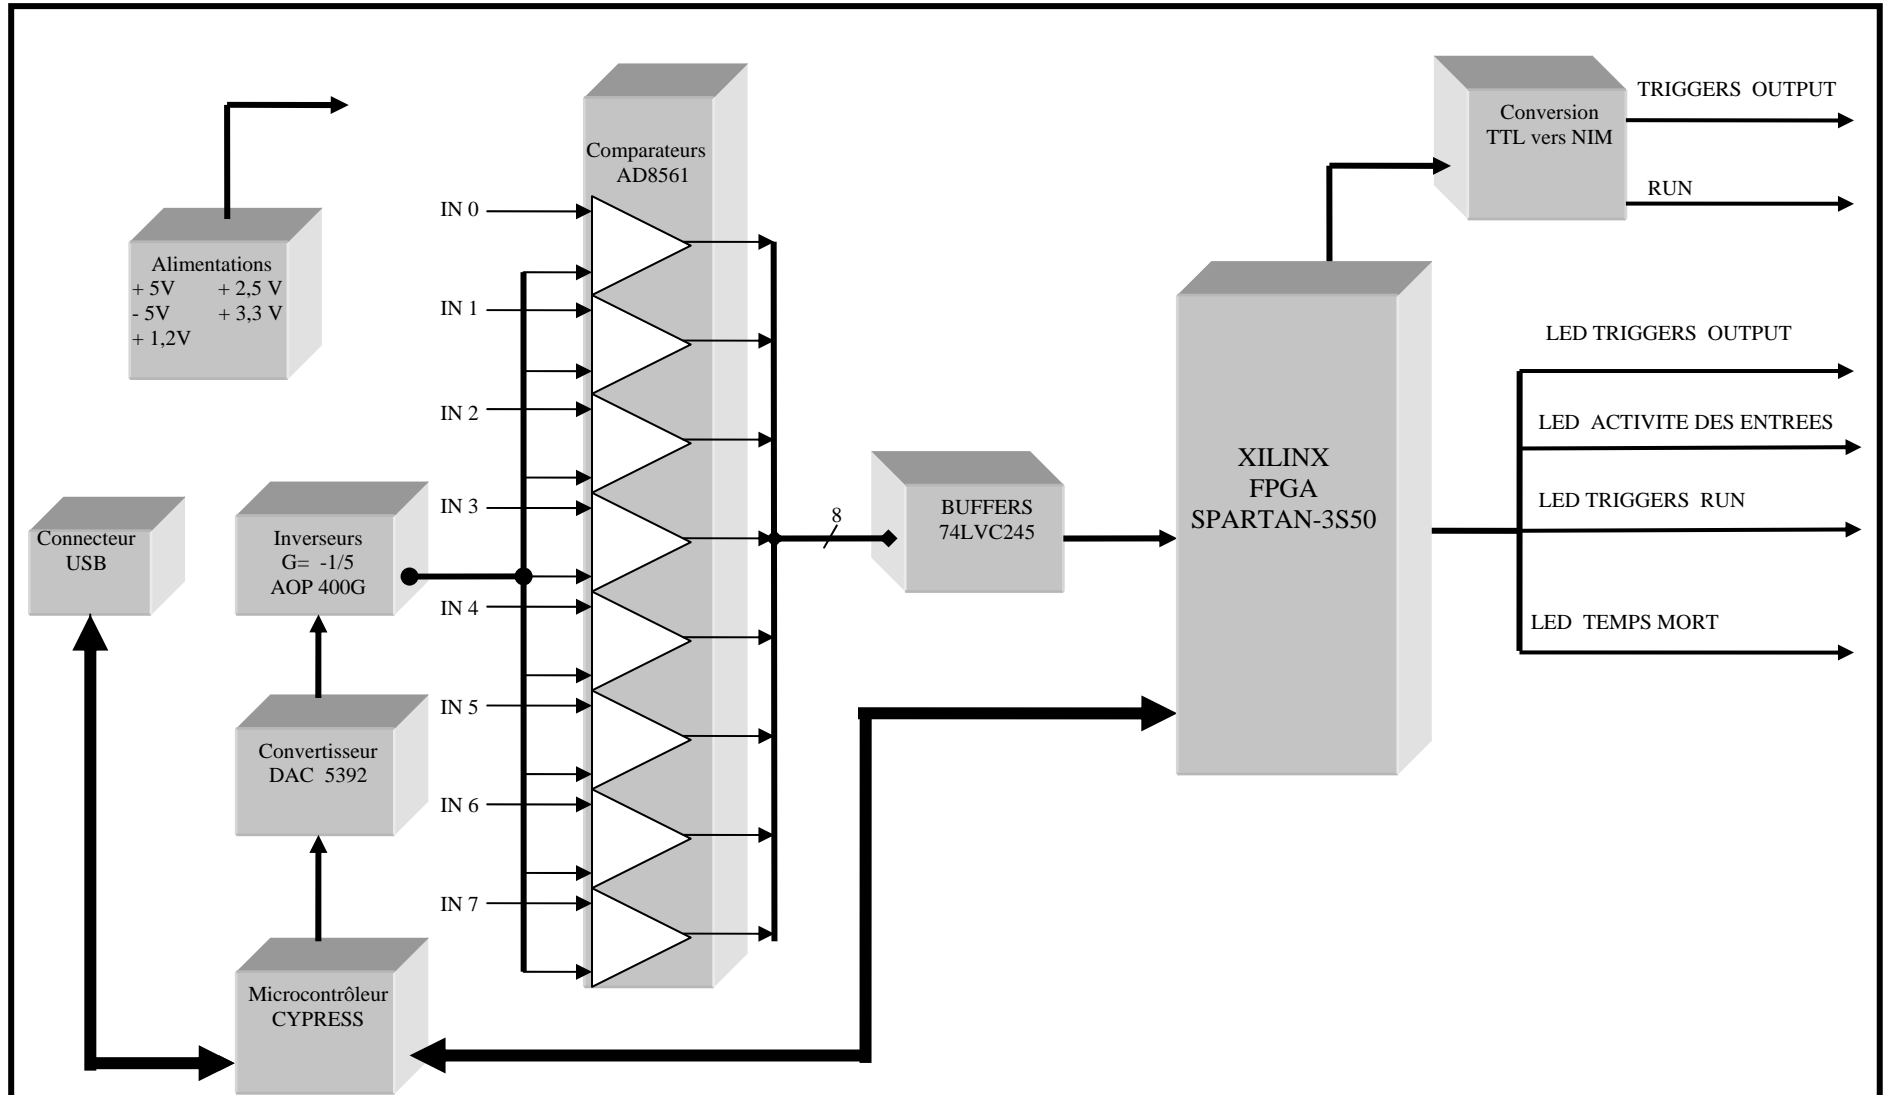 TRIGGERS OUTPUT
Conversion
TTL vers NIM
RUN
Comparateurs
AD8561
IN 0
Alimentations
+ 5V + 2,5 V
- 5V + 3,3 V
+ 1,2V
IN 1
LED TRIGGERS OUTPUT
IN 2
LED ACTIVITE DES ENTREES
XILINX
FPGA
SPARTAN-3S50
IN 3
8
BUFFERS
74LVC245
LED TRIGGERS RUN
Connecteur
USB
Inverseurs
G= -1/5
AOP 400G
IN 4
LED TEMPS MORT
IN 5
Convertisseur
DAC 5392
IN 6
IN 7
Microcontrôleur
CYPRESS